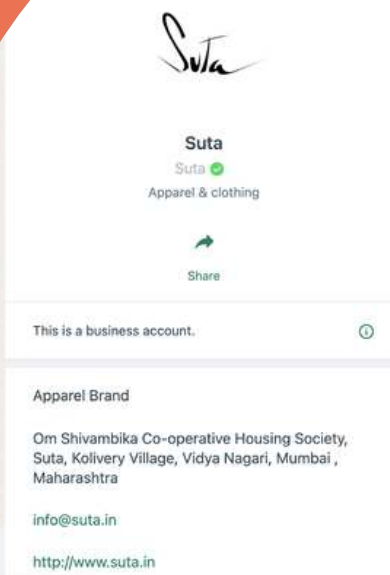 Suta
Suta
Suta
Apparel & clothing
Share
This is a business account.
Apparel Brand
Om Shivambika Co-operative Housing Society,
Suta, Kolivery Village, Vidya Nagari, Mumbai ,
Maharashtra
info@suta.in
http://www.suta.in